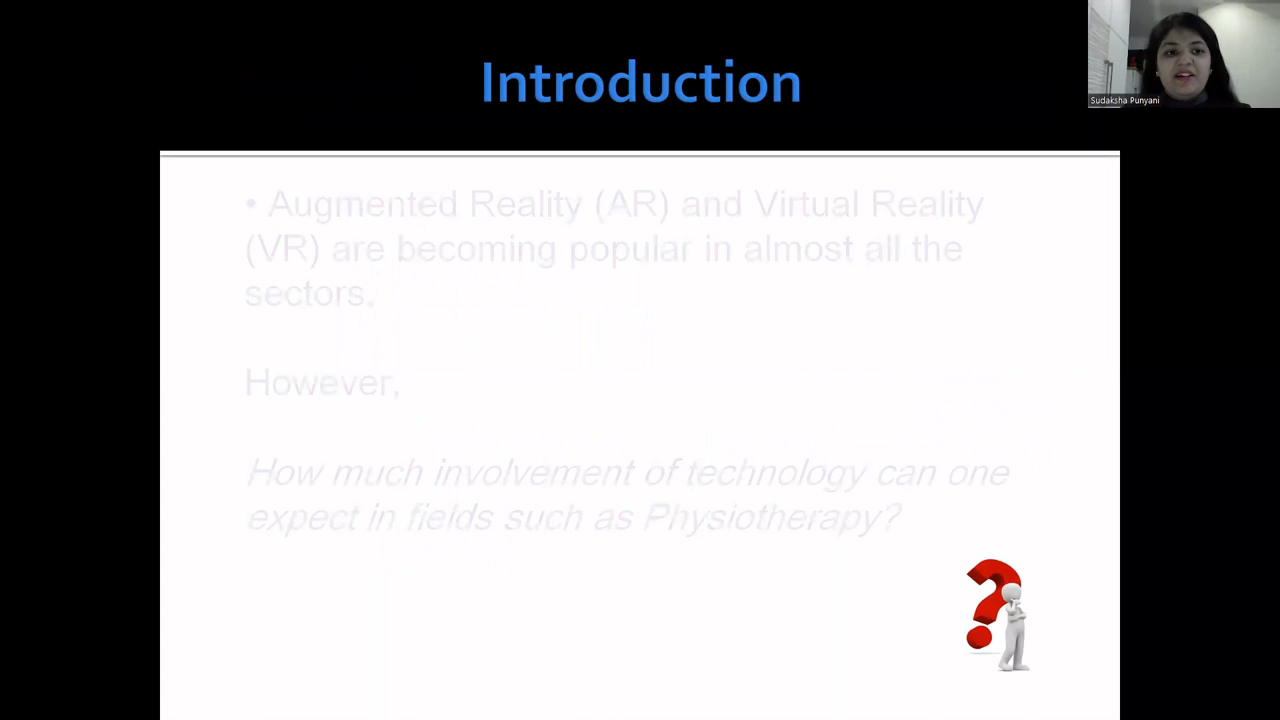 Introduction
Sudaksha Punyani
• Augmented Reality (AR) and Virtual Reality
(VR) are becoming popular in almost all the
sectors.
However,
How much involvement of technology can one
expect in fields such as Physiotherapy?